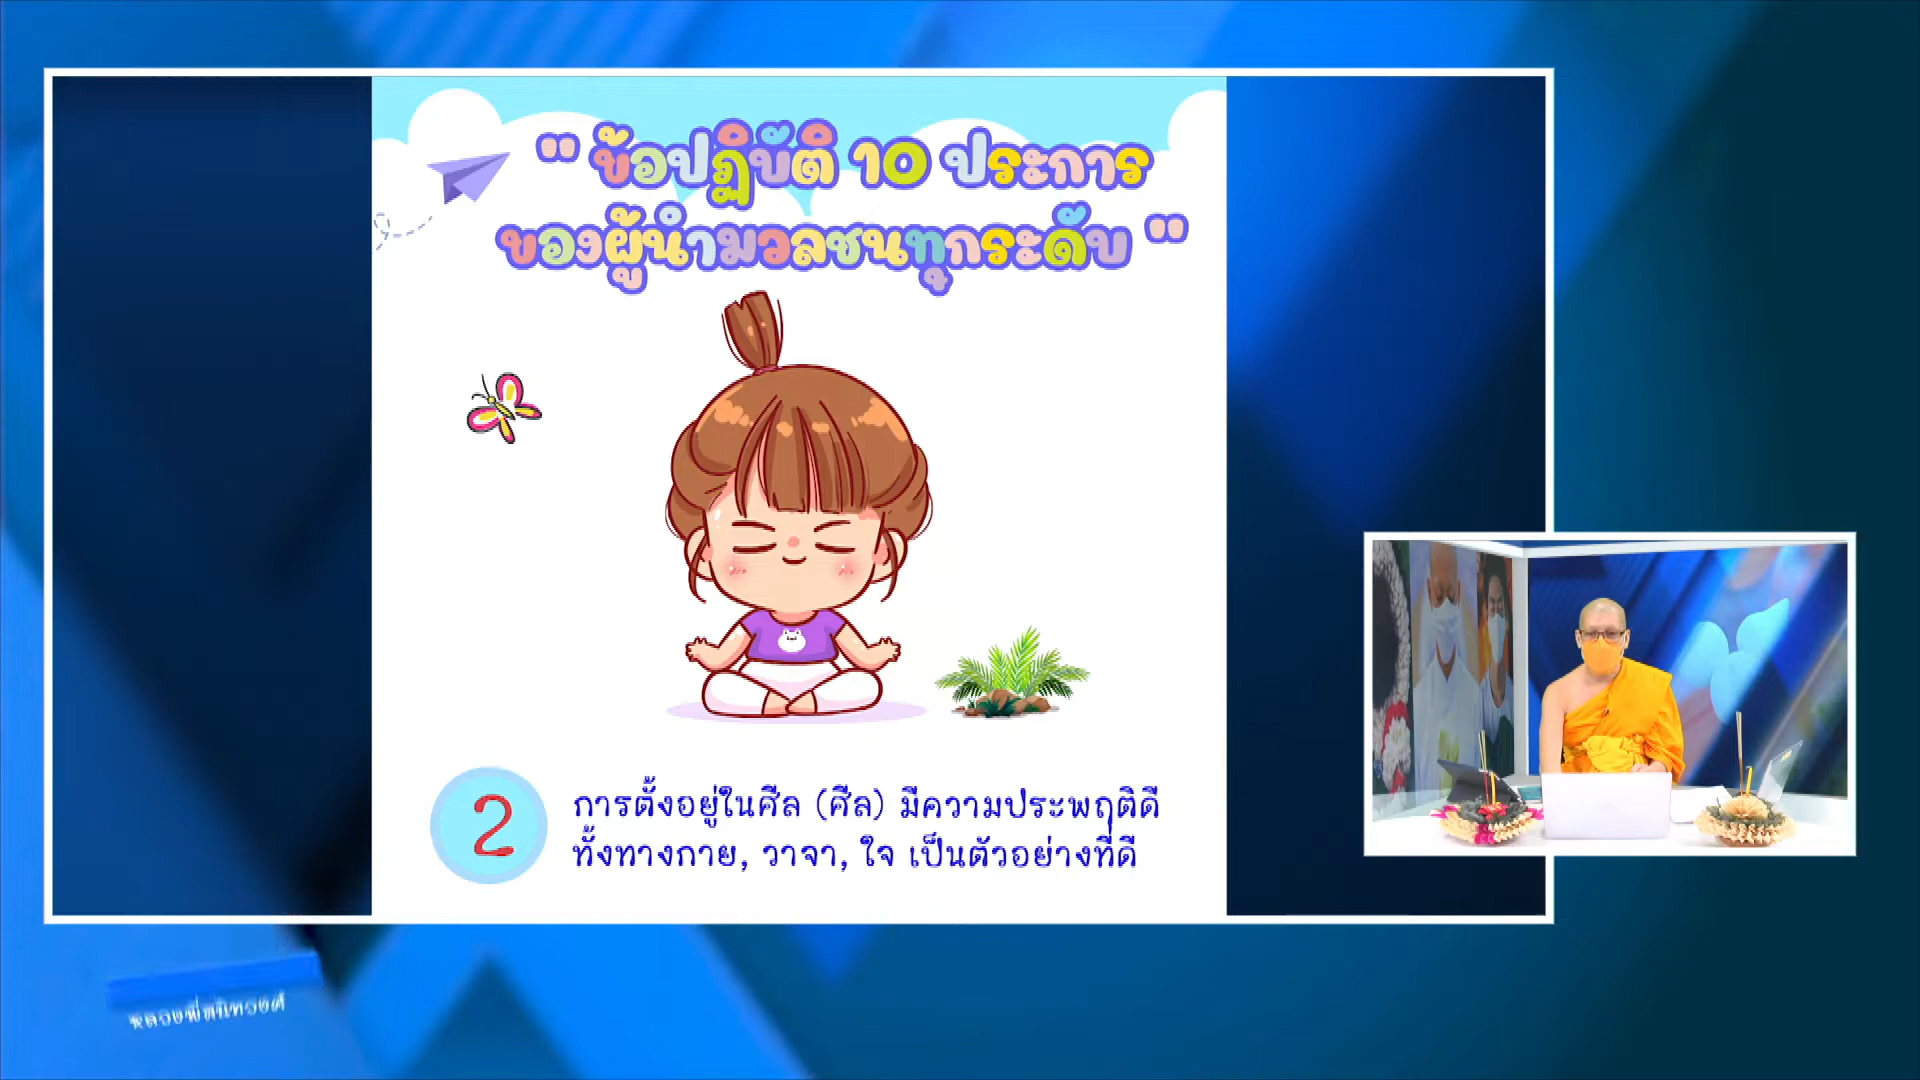 " ข้อปฏิบัติ 10 ประการ
ของผู้นำมวลชนทุกระดับ "
2
การตั้งอยู่ในศีล (ศีล) มีความประพฤติดี
ทั้งทางกาย, วาจา, ใจ เป็นตัวอย่างที่ดี